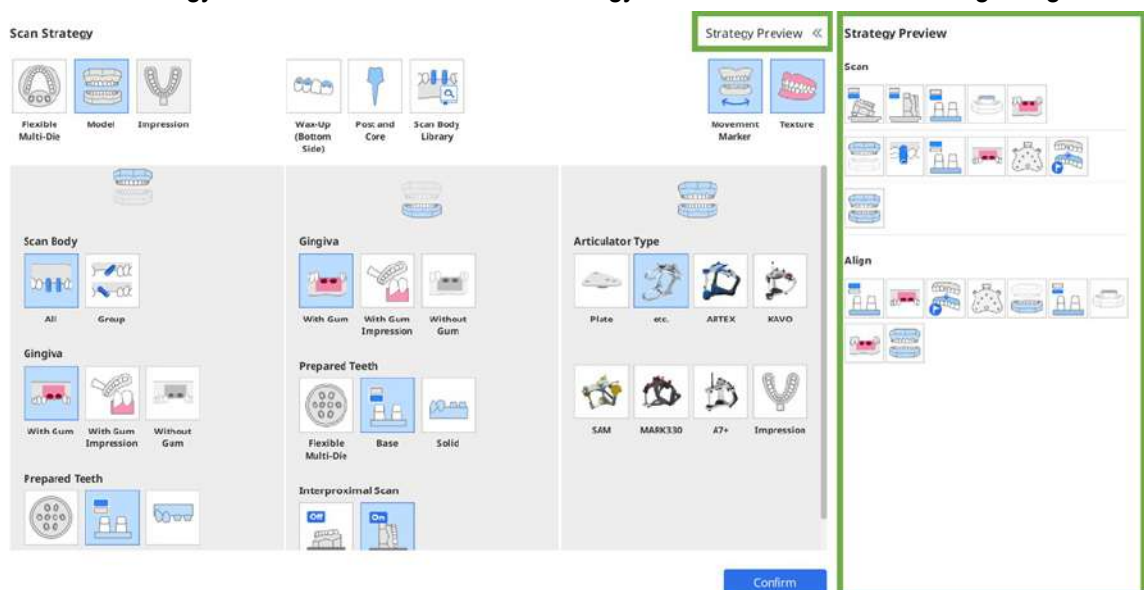 Scan Strategy
Strategy Preview «
Flexible
Multi-Die
Model
Impression
Wax-Up
(Bottom
Side)
Post and
Core
Scan Body
Library
Movement
Marker
Texture
Scan Body
All
Group
Gingiva
With Gum
With Gum
Impression
Without
Gum
Prepared Teeth
Gingiva
With Gum
With Gum
Impression
Without
Gum
Prepared Teeth
Flexible
Multi-Die
Base
Solid
Interproximal Scan
Off
On
Articulator Type
Plate
etc.
ARTEX
KAVO
SAM
MARK330
A7+
Impression
Confirm
Strategy Preview
Scan
Align